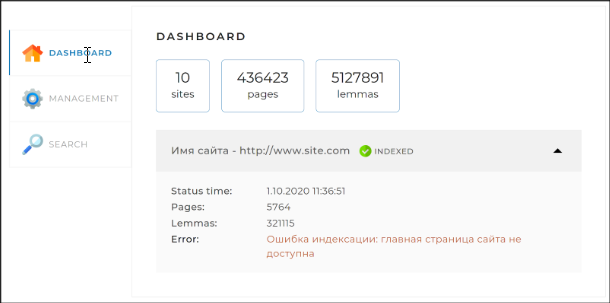 DASHBOARD
MANAGEMENT
SEARCH
DASHBOARD
10
sites
436423
pages
5127891
lemmas
Имя сайта - http://www.site.com INDEXED
Status time: 1.10.2020 11:36:51
Pages: 5764
Lemmas: 321115
Error: Ошибка индексации: главная страница сайта не
доступна